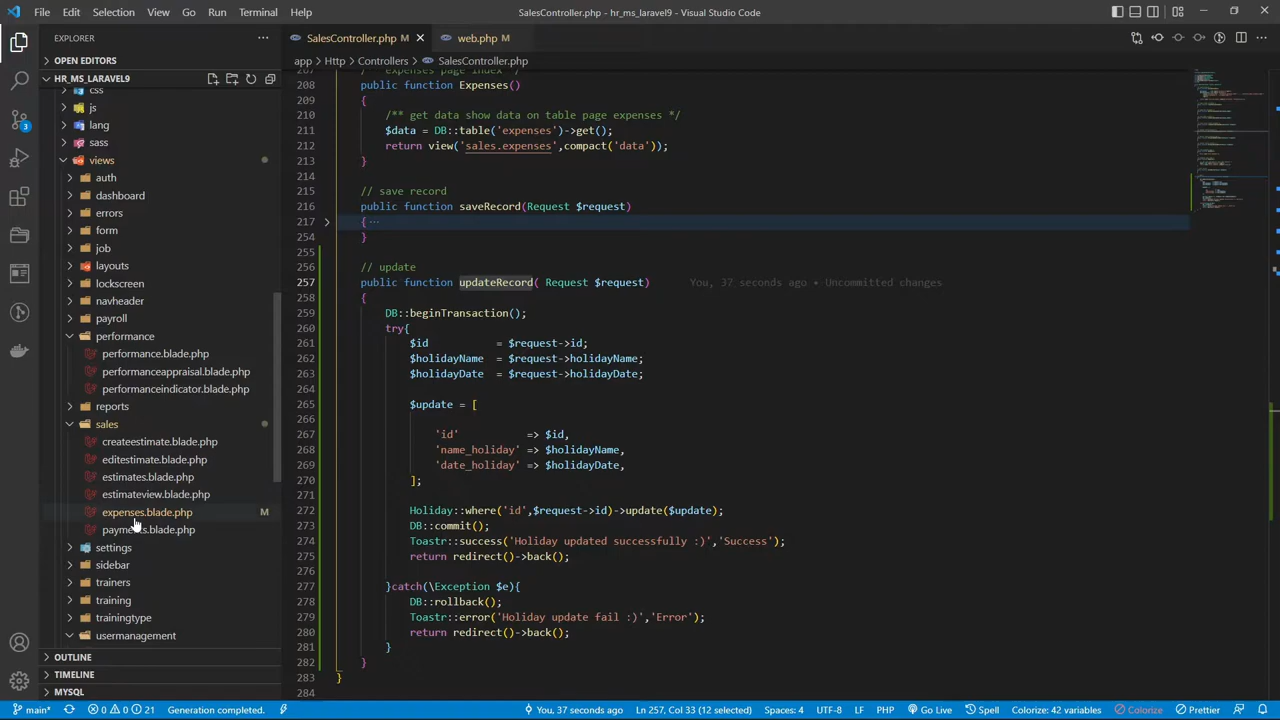 File Edit Selection View Go Run Terminal Help
SalesController.php - hr_ms_laravel9 - Visual Studio Code
EXPLORER
SalesController.php M
web.php M
OPEN EDITORS
app > Http > Controllers > SalesController.php
HR_MS_LARAVEL9
css
js
lang
sass
views
auth
dashboard
errors
form
job
layouts
lockscreen
navheader
payroll
performance
performance.blade.php
performanceappraisal.blade.php
performanceindicator.blade.php
reports
sales
createestimate.blade.php
editestimate.blade.php
estimates.blade.php
estimateview.blade.php
expenses.blade.php M
payments.blade.php
settings
sidebar
trainers
training
trainingtype
usermanagement
OUTLINE
TIMELINE
MYSQL
3
207 /** expenses page index */
208 public function Expenses()
209 {
210 /** get data show data on table page expenses */
211 $data = DB::table('expenses')->get();
212 return view('sales.expenses',compact('data'));
213 }
214
215 // save record
216 public function saveRecord(Request $request)
217 { ...
254 }
255
256 // update
257 public function updateRecord( Request $request) You, 37 seconds ago • Uncommitted changes
258 {
259 DB::beginTransaction();
260 try{
261 $id = $request->id;
262 $holidayName = $request->holidayName;
263 $holidayDate = $request->holidayDate;
264
265 $update = [
266
267 'id' => $id,
268 'name_holiday' => $holidayName,
269 'date_holiday' => $holidayDate,
270 ];
271
272 Holiday::where('id',$request->id)->update($update);
273 DB::commit();
274 Toastr::success('Holiday updated successfully :)','Success');
275 return redirect()->back();
276
277 }catch(\Exception $e){
278 DB::rollback();
279 Toastr::error('Holiday update fail :)','Error');
280 return redirect()->back();
281 }
282 }
283 }
284
main* 0 0 21 Generation completed. You, 37 seconds ago Ln 257, Col 33 (12 selected) Spaces: 4 UTF-8 LF PHP Go Live Spell Colorize: 42 variables Colorize Prettier